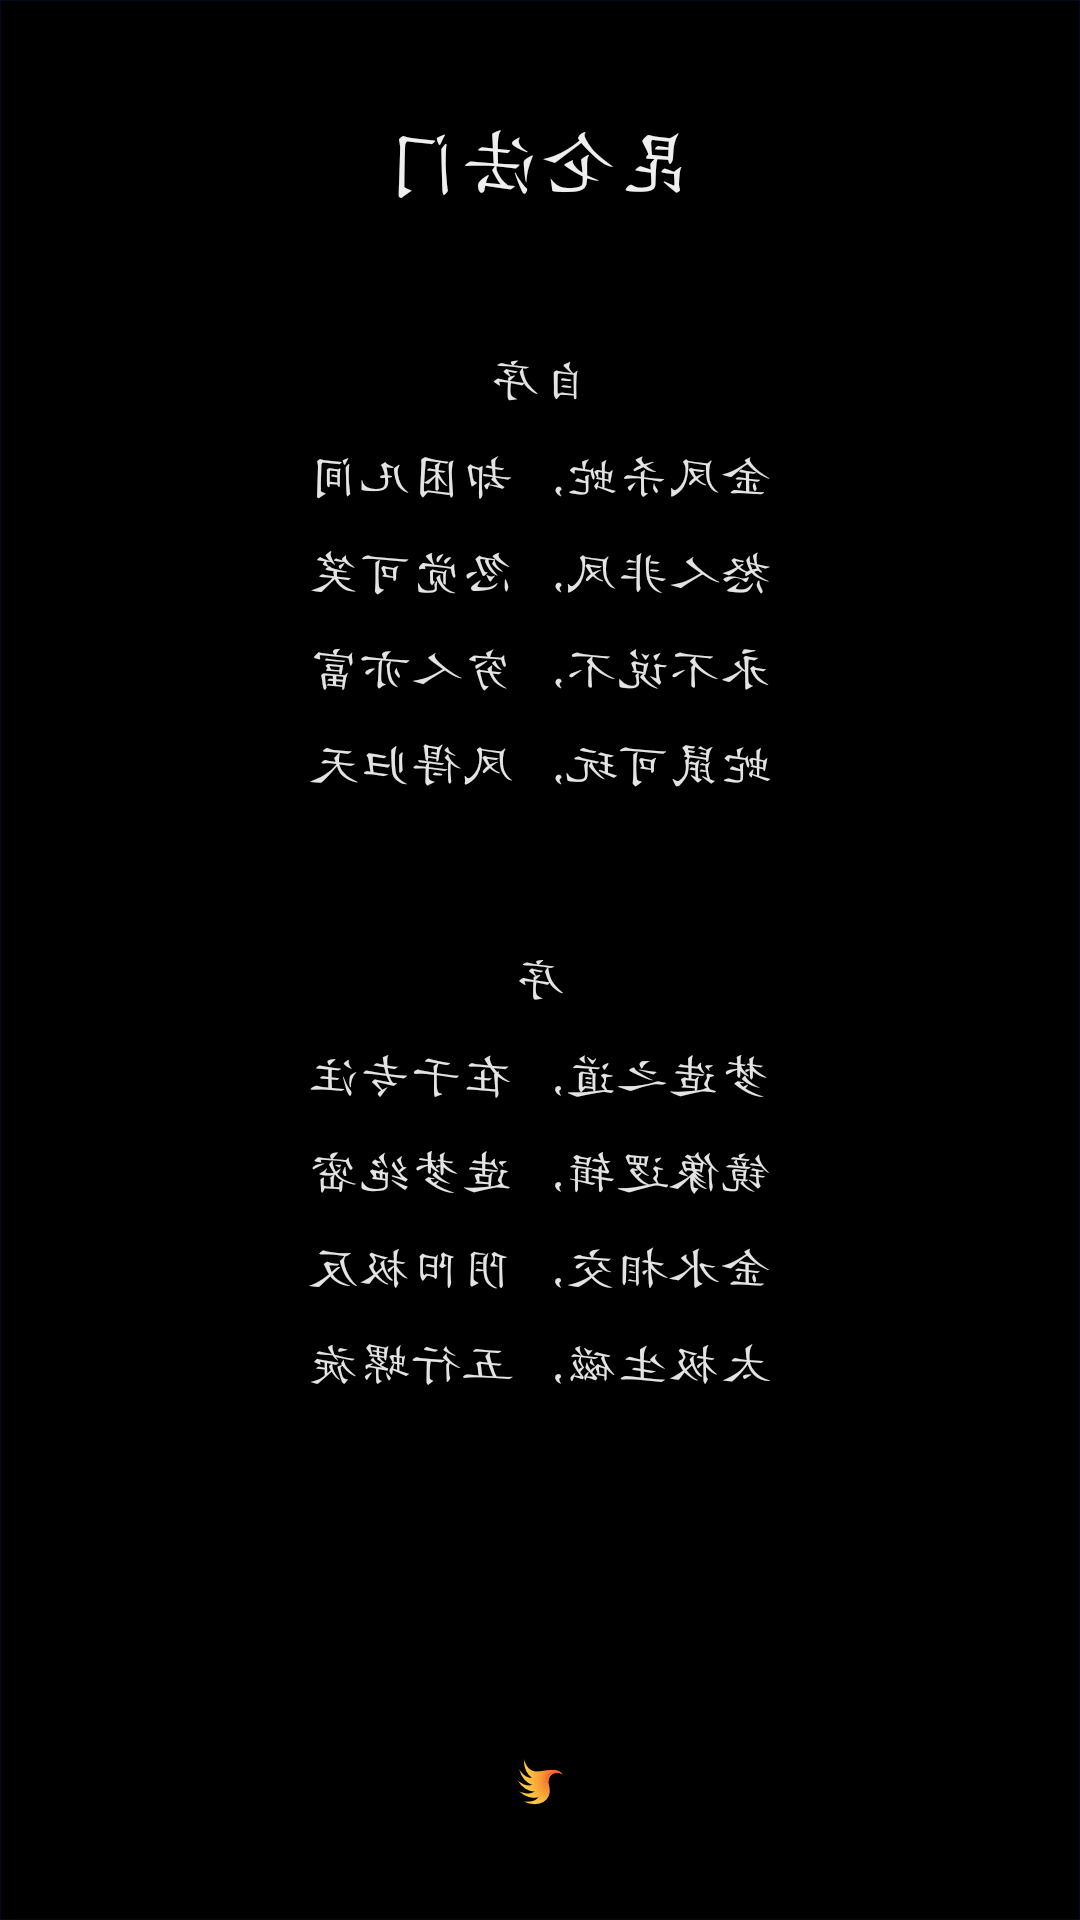 昆仑法门
自序
金凤杀蛇，却困凡间
怒人非凤，忽觉可笑
永不说不，穷人亦富
蛇鼠可玩，凤得归天
序
梦造之道，在于专注
镜像逻辑，造梦绝密
金水相交，阴阳极反
太极生磁，五行螺旋